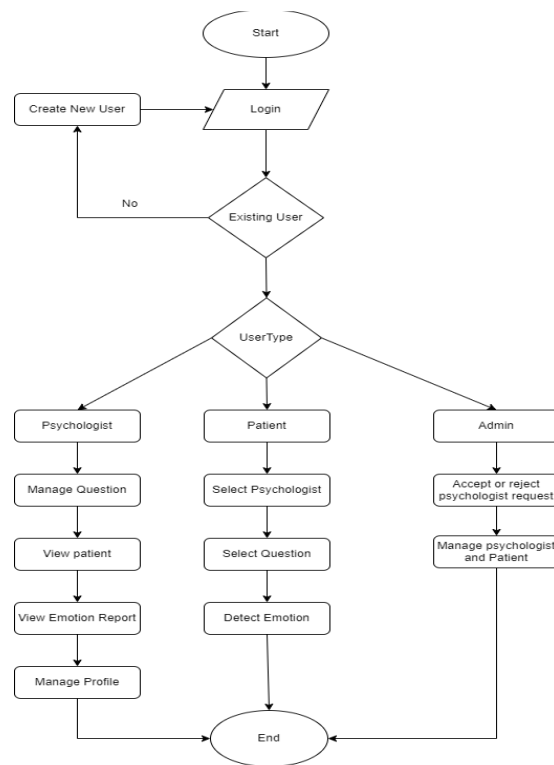 Start
Create New User
Login
No
Existing User
UserType
Psychologist
Patient
Admin
Manage Question
Select Psychologist
Accept or reject
psychologist request
View patient
Select Question
Manage psychologist
and Patient
View Emotion Report
Detect Emotion
Manage Profile
End